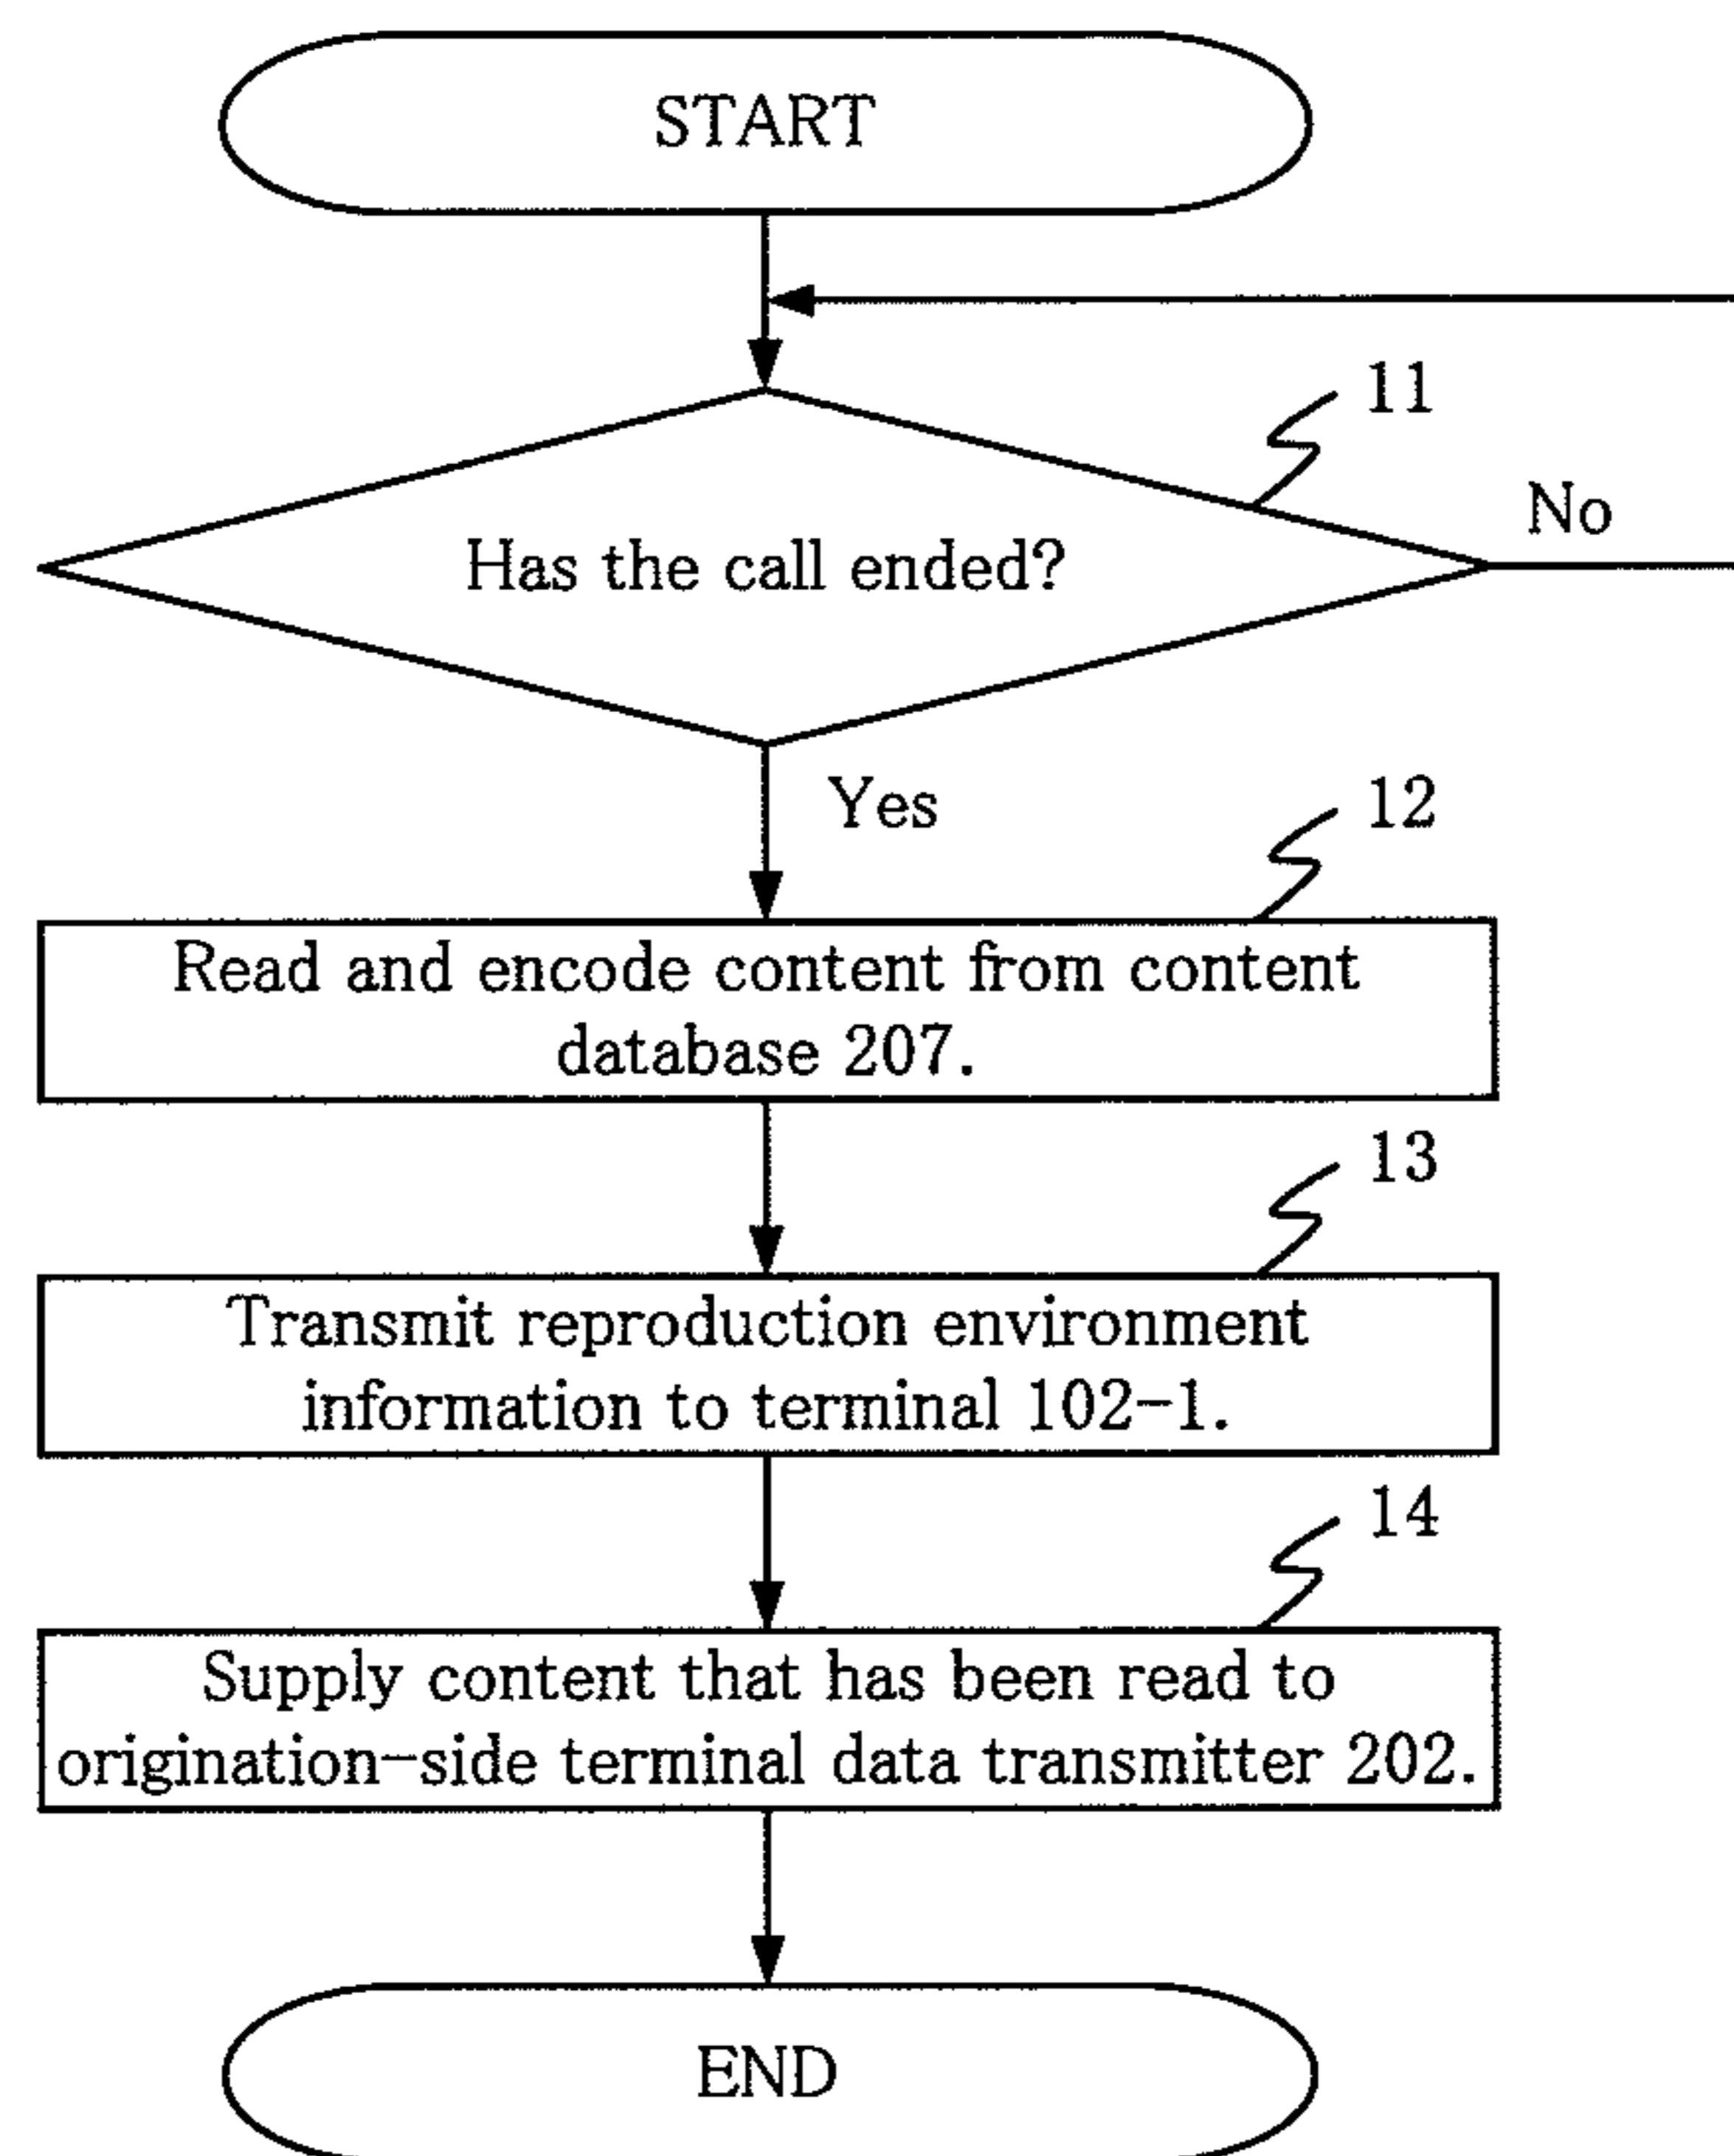 START
11
No
Has the call ended?
Yes
12
Read and encode content from content
database 207.
13
Transmit reproduction environment
information to terminal 102-1.
14
Supply content that has been read to
origination-side terminal data transmitter 202.
END